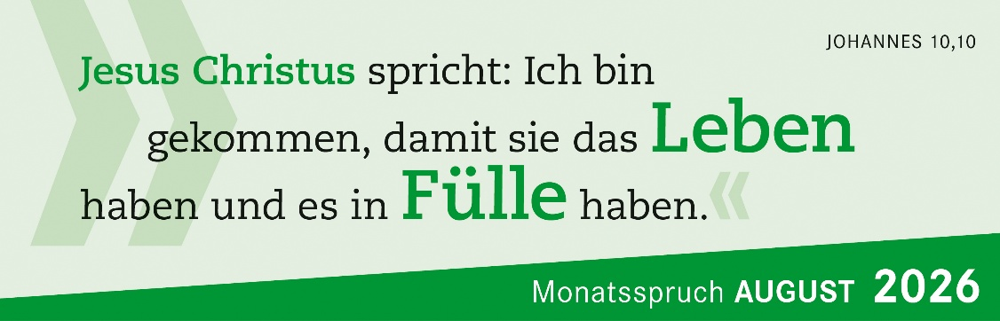 JOHANNES 10,10
Jesus Christus spricht: Ich bin
gekommen, damit sie das Leben
haben und es in Fülle haben.«
Monatsspruch AUGUST 2026